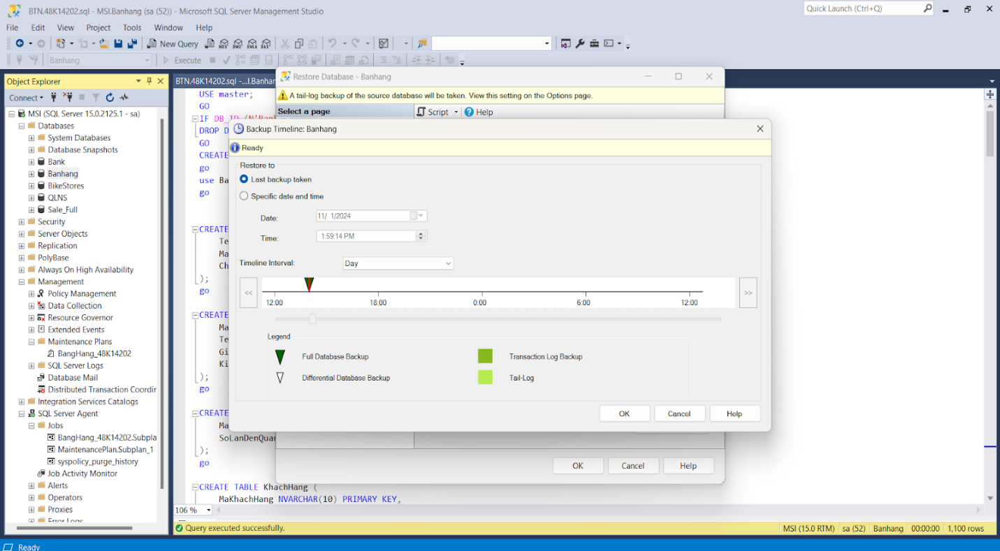 BTN.48K14202.sql - MSI.Banhang (sa (52)) - Microsoft SQL Server Management Studio
Quick Launch (Ctrl+Q)
File Edit View Project Tools Window Help
New Query
MDX DMX XMLA DAX
Banhang
Execute
Object Explorer
Connect
MSI (SQL Server 15.0.2125.1 - sa)
Databases
System Databases
Database Snapshots
Bank
Banhang
BikeStores
QLNS
Sale_Full
Security
Server Objects
Replication
PolyBase
Always On High Availability
Management
Policy Management
Data Collection
Resource Governor
Extended Events
Maintenance Plans
BangHang_48K14202
SQL Server Logs
Database Mail
Distributed Transaction Coordir
Integration Services Catalogs
SQL Server Agent
Jobs
BangHang_48K14202.Subpla
MaintenancePlan.Subplan_1
syspolicy_purge_history
Job Activity Monitor
Alerts
Operators
Proxies
Error Logs
BTN.48K14202.sql -...I.Banhan
USE master;
GO
IF DB_ID (N'Banh
DROP D
GO
CREATE
go
use Ba
go
CREATE
Te
Ma
Ch
);
go
CREATE
Ma
Te
Gi
Ki
);
go
CREATE
Ma
SoLanDenQuan
);
go
CREATE TABLE KhachHang (
MaKhachHang NVARCHAR(10) PRIMARY KEY,
106 %
Restore Database - Banhang
A tail-log backup of the source database will be taken. View this setting on the Options page.
Select a page
Script
Help
Backup Timeline: Banhang
Ready
Restore to
Last backup taken
Specific date and time
Date: 11/ 1/2024
Time: 1:59:14 PM
Timeline Interval: Day
<< >>
12:00 18:00 0:00 6:00 12:00
Legend
Full Database Backup Transaction Log Backup
Differential Database Backup Tail-Log
OK Cancel Help
OK Cancel Help
Query executed successfully.
MSI (15.0 RTM) sa (52) Banhang 00:00:00 1,100 rows
Ready